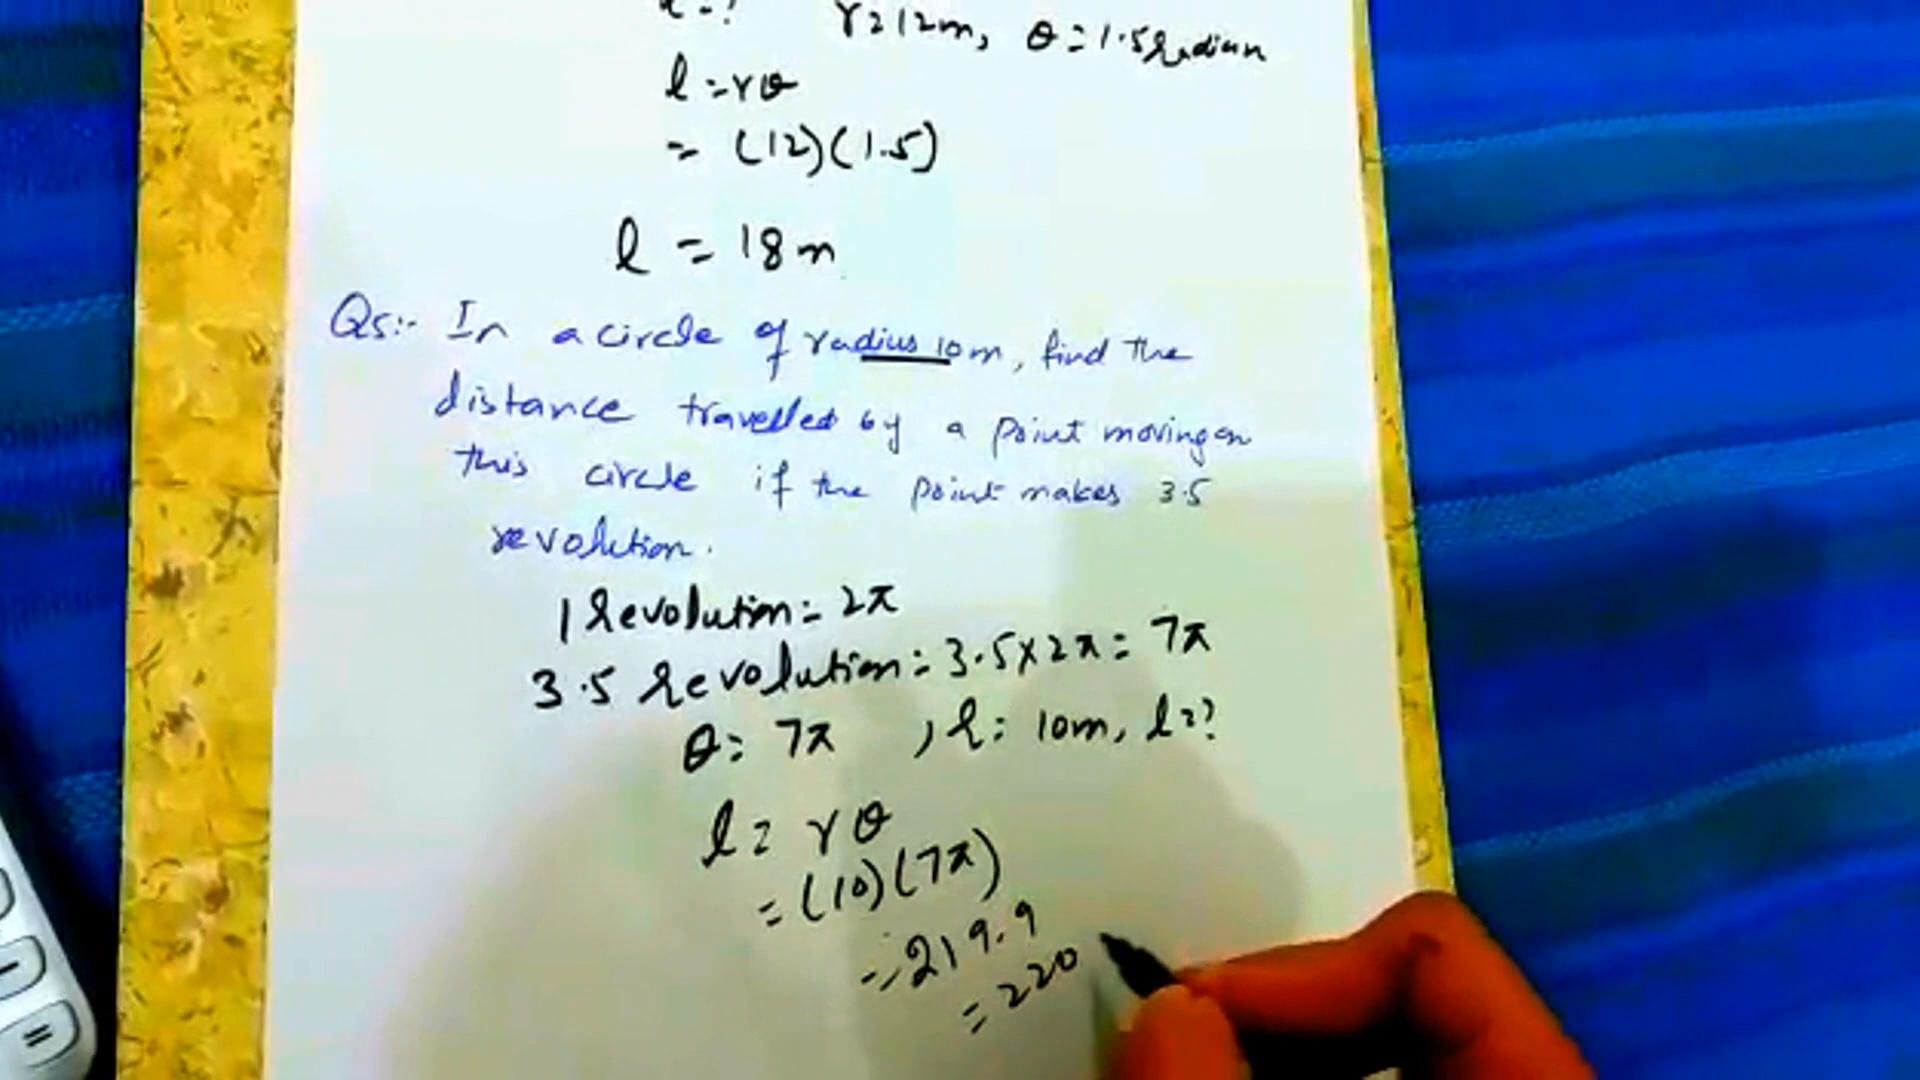 l = ? r = 12m, θ = 1.5 radian
l = rθ
= (12)(1.5)
l = 18m
Q5:- In a circle of radius 10m, find the
distance travelled by a point moving on
this circle if the point makes 3.5
revolution.
1 Revolution = 2π
3.5 Revolution = 3.5×2π = 7π
θ = 7π , r = 10m, l = ?
l = rθ
= (10)(7π)
= 219.9
= 220
=